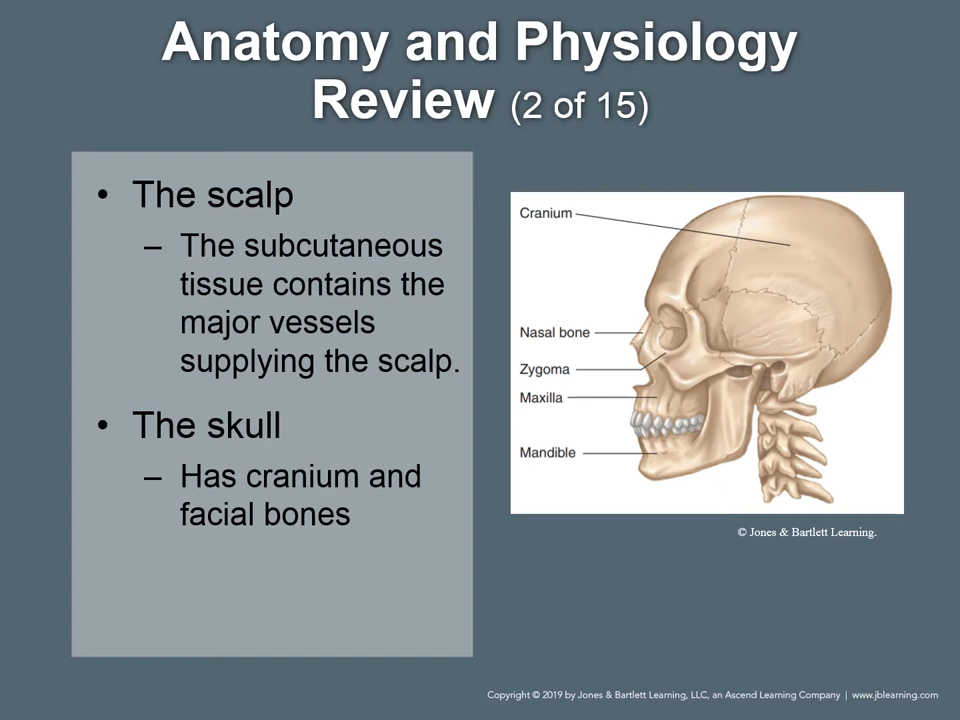 Anatomy and Physiology
Review (2 of 15)
• The scalp
– The subcutaneous
tissue contains the
major vessels
supplying the scalp.
• The skull
– Has cranium and
facial bones
Cranium
Nasal bone
Zygoma
Maxilla
Mandible
© Jones & Bartlett Learning.
Copyright © 2019 by Jones & Bartlett Learning, LLC, an Ascend Learning Company | www.jblearning.com